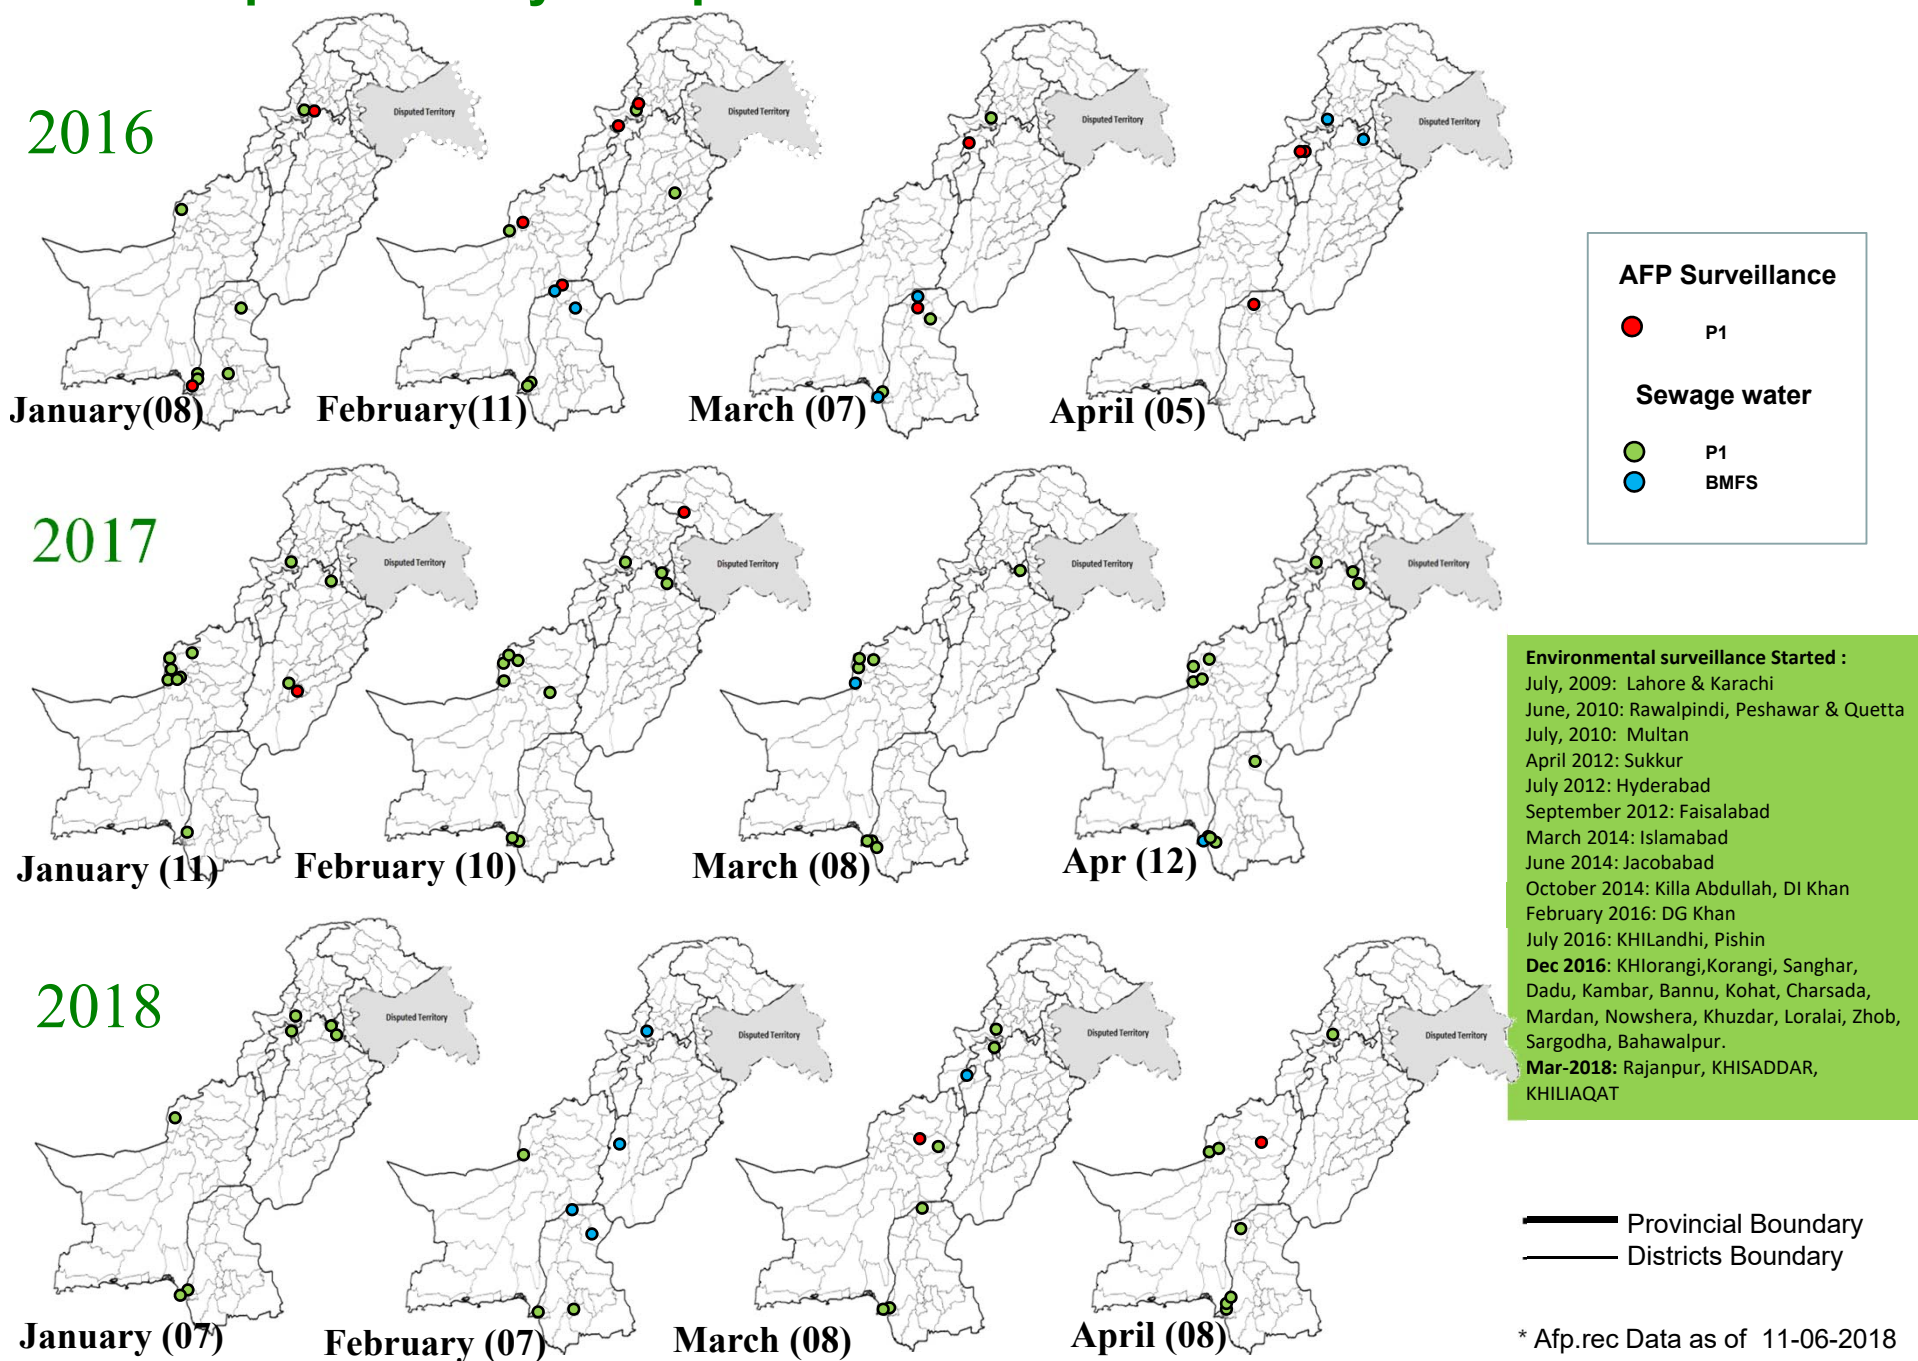 2016
Disputed Territory
Disputed Territory
Disputed Territory
Disputed Territory
January(08)
February(11)
March (07)
April (05)
AFP Surveillance
P1
Sewage water
P1
BMFS
2017
Disputed Territory
Disputed Territory
Disputed Territory
Disputed Territory
January (11)
February (10)
March (08)
Apr (12)
Environmental surveillance Started :
July, 2009: Lahore & Karachi
June, 2010: Rawalpindi, Peshawar & Quetta
July, 2010: Multan
April 2012: Sukkur
July 2012: Hyderabad
September 2012: Faisalabad
March 2014: Islamabad
June 2014: Jacobabad
October 2014: Killa Abdullah, DI Khan
February 2016: DG Khan
July 2016: KHILandhi, Pishin
Dec 2016: KHIorangi,Korangi, Sanghar,
Dadu, Kambar, Bannu, Kohat, Charsada,
Mardan, Nowshera, Khuzdar, Loralai, Zhob,
Sargodha, Bahawalpur.
Mar-2018: Rajanpur, KHISADDAR,
KHILIAQAT
2018
Disputed Territory
Disputed Territory
Disputed Territory
Disputed Territory
January (07)
February (07)
March (08)
April (08)
Provincial Boundary
Districts Boundary
* Afp.rec Data as of 11-06-2018